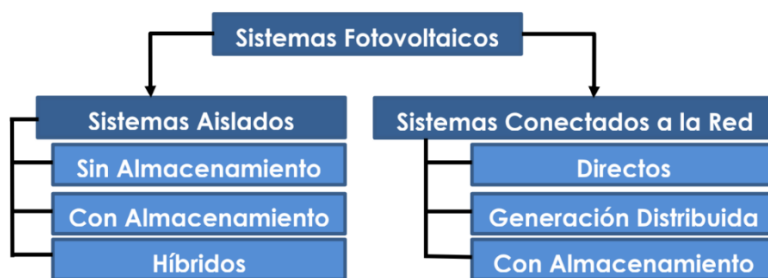 Sistemas Fotovoltaicos
Sistemas Aislados
Sin Almacenamiento
Con Almacenamiento
Híbridos
Sistemas Conectados a la Red
Directos
Generación Distribuida
Con Almacenamiento